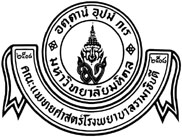 อตฺตานํ อุปมํ กเร
มหาวิทยาลัยมหิดล
คณะแพทยศาสตร์โรงพยาบาลรามาธิบดี